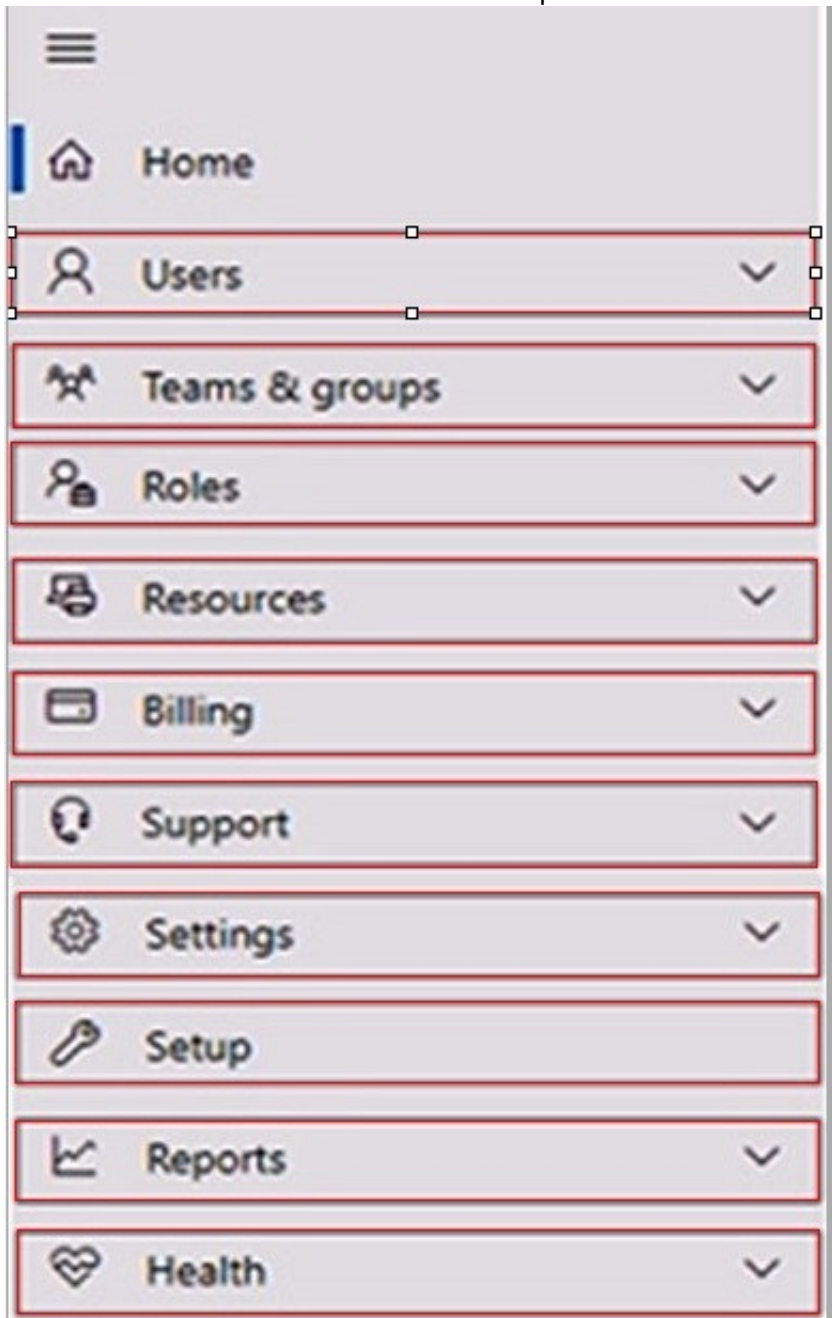 Home
Users
Teams & groups
Roles
Resources
Billing
Support
Settings
Setup
Reports
Health